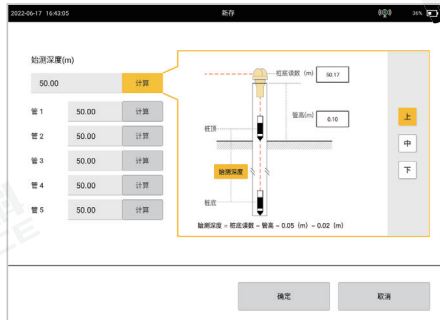 2022-06-17 16:43:05
新存
36%
始测深度(m)
50.00 计算
管 1 50.00 计算
管 2 50.00 计算
管 3 50.00 计算
管 4 50.00 计算
管 5 50.00 计算
桩底读数 (m) 50.17
管高(m) 0.10
桩顶
始测深度
桩底
始测深度 = 桩底读数 - 管高 - 0.05 (m) - 0.02 (m)
上
中
下
确定
取消